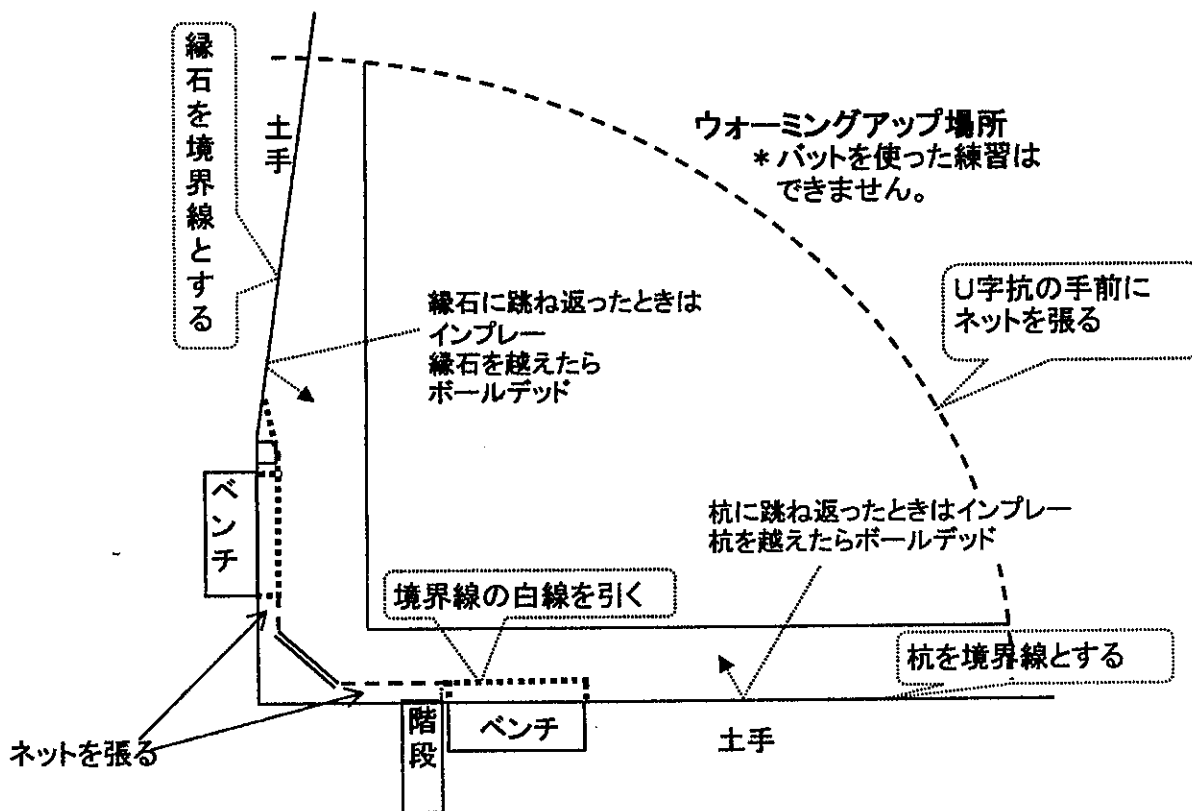 縁石を境界線とする
土手
ウォーミングアップ場所
*バットを使った練習は
できません。
U字抗の手前に
ネットを張る
縁石に跳ね返ったときは
インプレー
縁石を越えたら
ボールデッド
ベンチ
杭に跳ね返ったときはインプレー
杭を越えたらボールデッド
境界線の白線を引く
杭を境界線とする
ネットを張る
階段
ベンチ
土手